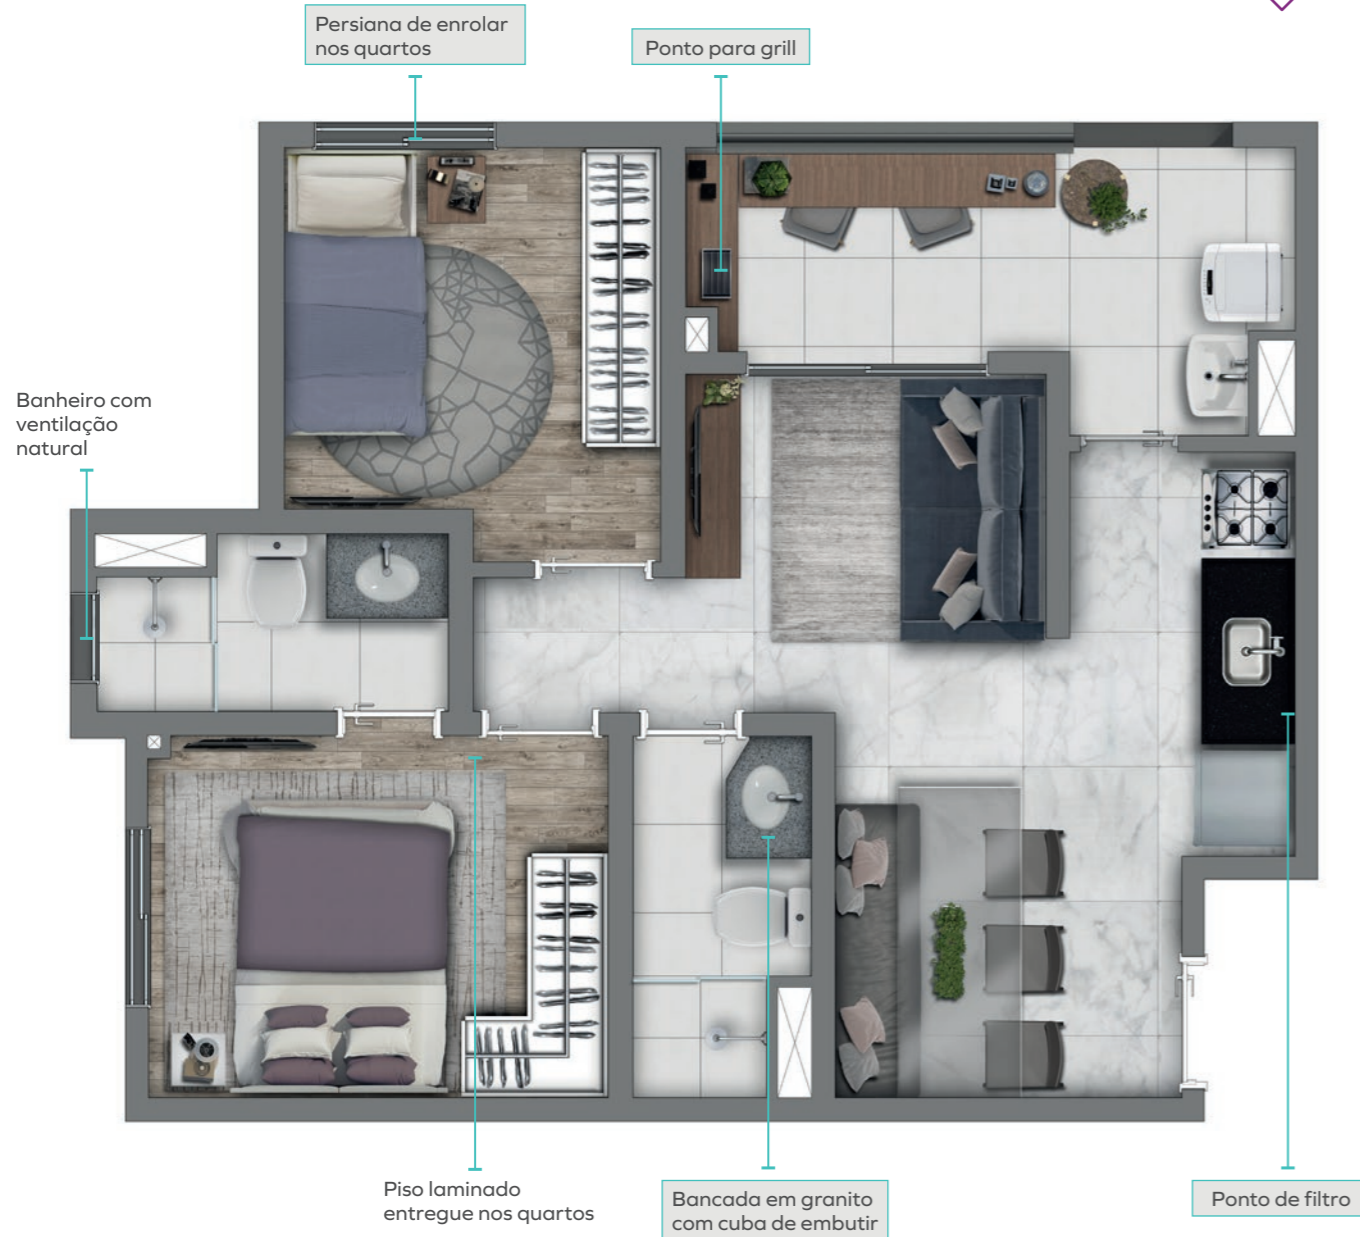 Persiana de enrolar
nos quartos
Ponto para grill
Banheiro com
ventilação
natural
Piso laminado
entregue nos quartos
Bancada em granito
com cuba de embutir
Ponto de filtro